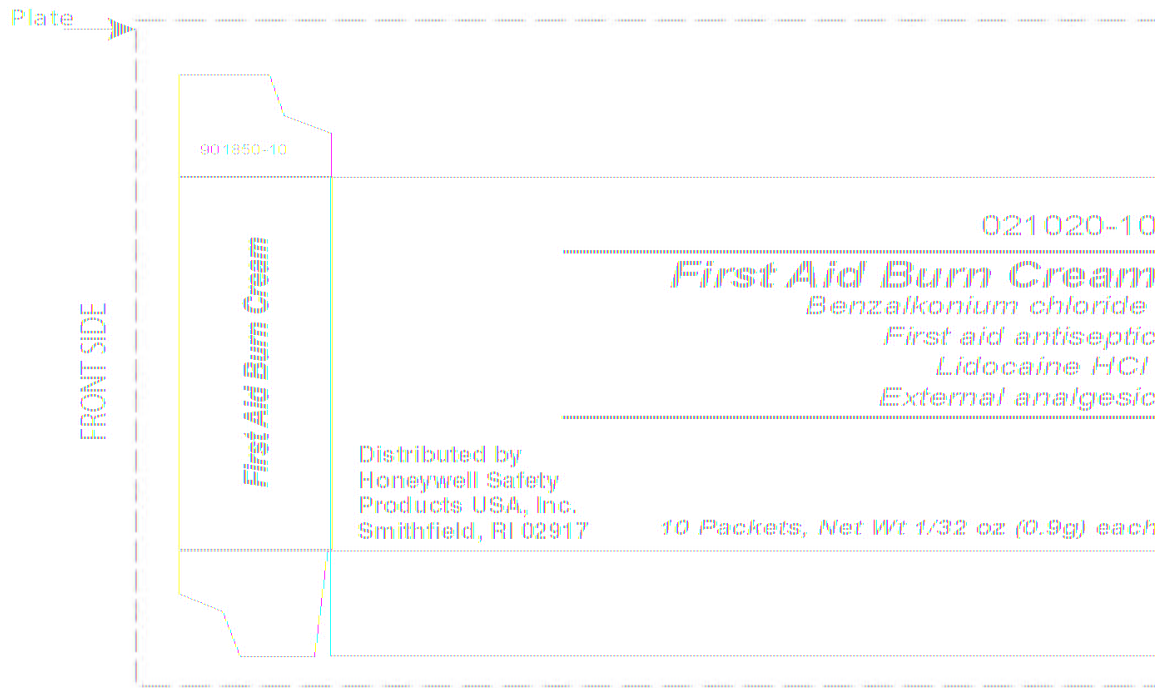 Plate
901850-10
021020-10
First Aid Burn Cream
Benzalkonium chloride
First aid antiseptic
Lidocaine HCl
External analgesic
First Aid Burn Cream
FRONT SIDE
Distributed by
Honeywell Safety
Products USA, Inc.
Smithfield, RI 02917
10 Packets, Net Wt 1/32 oz (0.9g) each